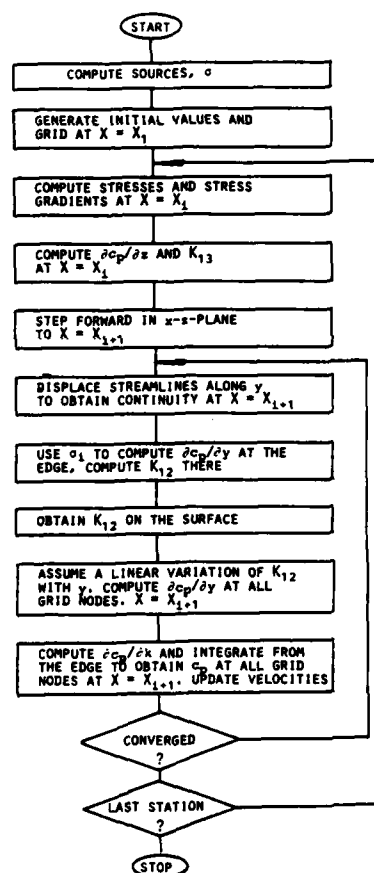 START
COMPUTE SOURCES, σ
GENERATE INITIAL VALUES AND
GRID AT X = X₁
COMPUTE STRESSES AND STRESS
GRADIENTS AT X = Xᵢ
COMPUTE ∂cₚ/∂z AND K₁₃
AT X = Xᵢ
STEP FORWARD IN x-z-PLANE
TO X = Xᵢ₊₁
DISPLACE STREAMLINES ALONG y
TO OBTAIN CONTINUITY AT X = Xᵢ₊₁
USE σᵢ TO COMPUTE ∂cₚ/∂y AT THE
EDGE, COMPUTE K₁₂ THERE
OBTAIN K₁₂ ON THE SURFACE
ASSUME A LINEAR VARIATION OF K₁₂
WITH y. COMPUTE ∂cₚ/∂y AT ALL
GRID NODES. X = Xᵢ₊₁
COMPUTE ∂cₚ/∂x AND INTEGRATE FROM
THE EDGE TO OBTAIN cₚ AT ALL GRID
NODES AT X = Xᵢ₊₁. UPDATE VELOCITIES
CONVERGED
?
LAST STATION
?
STOP